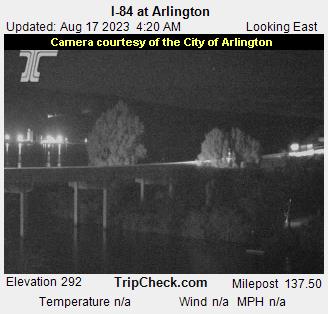 I-84 at Arlington
Updated: Aug 17 2023 4:20 AM Looking East
Camera courtesy of the City of Arlington
Elevation 292 TripCheck.com Milepost 137.50
Temperature n/a Wind n/a MPH n/a